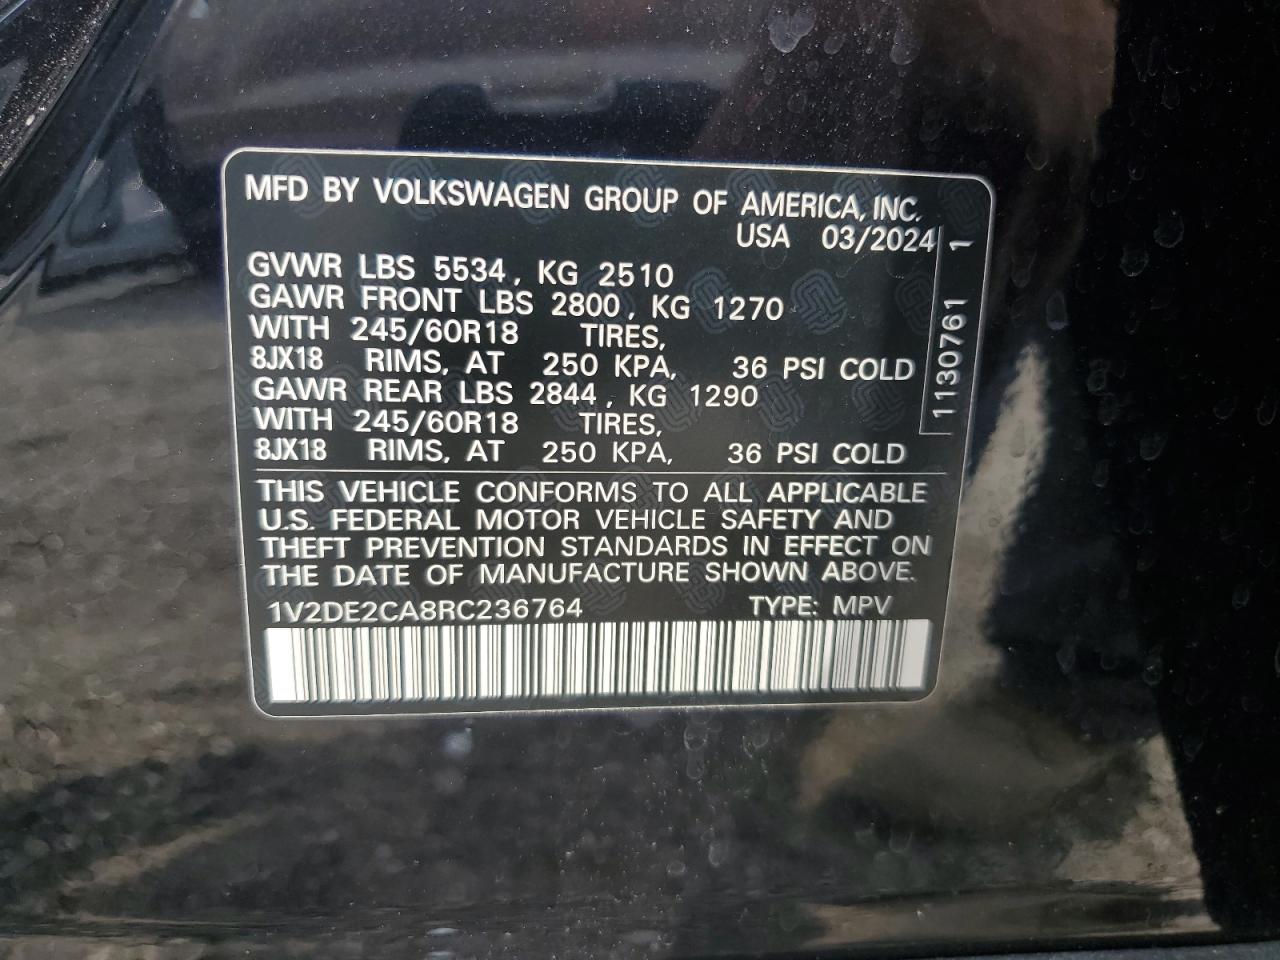 MFD BY VOLKSWAGEN GROUP OF AMERICA, INC.
USA 03/2024
GVWR LBS 5534, KG 2510
GAWR FRONT LBS 2800, KG 1270
WITH 245/60R18 TIRES,
8JX18 RIMS, AT 250 KPA, 36 PSI COLD
GAWR REAR LBS 2844, KG 1290
WITH 245/60R18 TIRES,
8JX18 RIMS, AT 250 KPA, 36 PSI COLD
1130761 1
THIS VEHICLE CONFORMS TO ALL APPLICABLE
U.S. FEDERAL MOTOR VEHICLE SAFETY AND
THEFT PREVENTION STANDARDS IN EFFECT ON
THE DATE OF MANUFACTURE SHOWN ABOVE.
1V2DE2CA8RC236764 TYPE: MPV